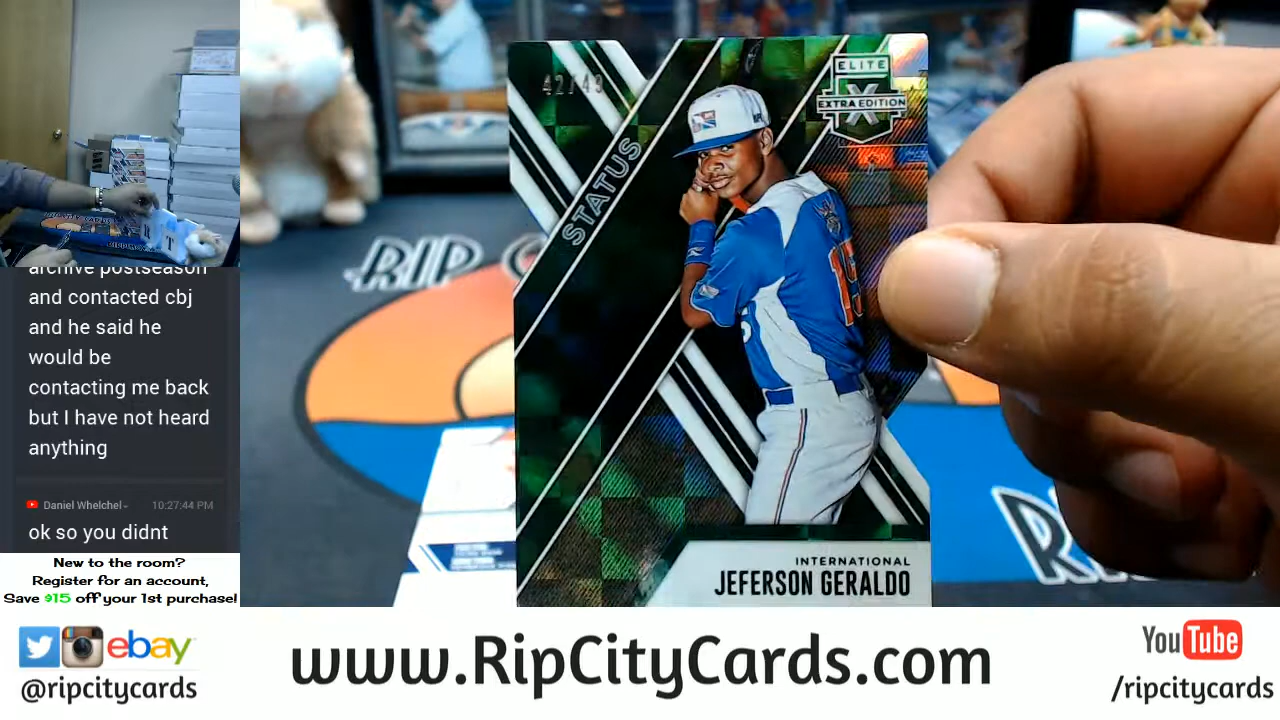 42/49
STATUS
ELITE
X
EXTRA EDITION
15
INTERNATIONAL
JEFERSON GERALDO
RIP C
archive postseason
and contacted cbj
and he said he
would be
contacting me back
but I have not heard
anything
Daniel Whelchel
10:27:44 PM
ok so you didnt
New to the room?
Register for an account,
Save $15 off your 1st purchase!
ebay
@ripcitycards
www.RipCityCards.com
YouTube
/ripcitycards